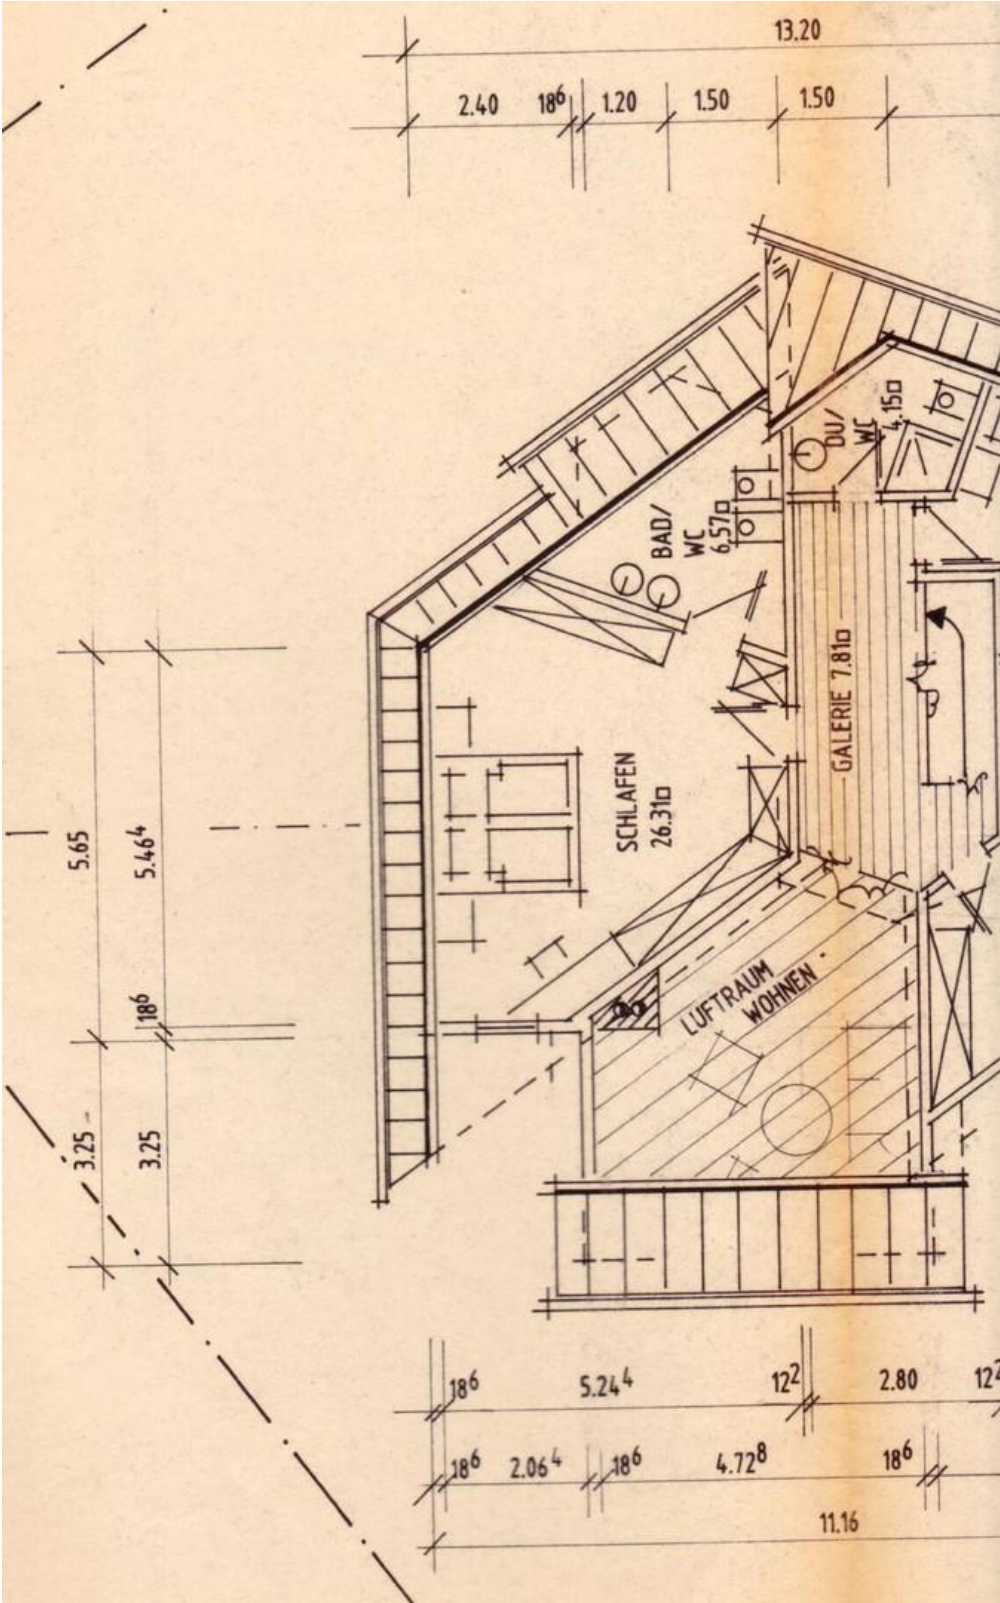 13.20
2.40 18⁶ 1.20 1.50 1.50
DU/
WC
4.15□
BAD/
WC
6,57□
GALERIE 7.81□
SCHLAFEN
26.31□
LUFTRAUM
WOHNEN
5.65
5.46⁴
18⁶
3.25
3.25
18⁶ 5.24⁴ 12² 2.80 12²
18⁶ 2.06⁴ 18⁶ 4.72⁸ 18⁶
11.16